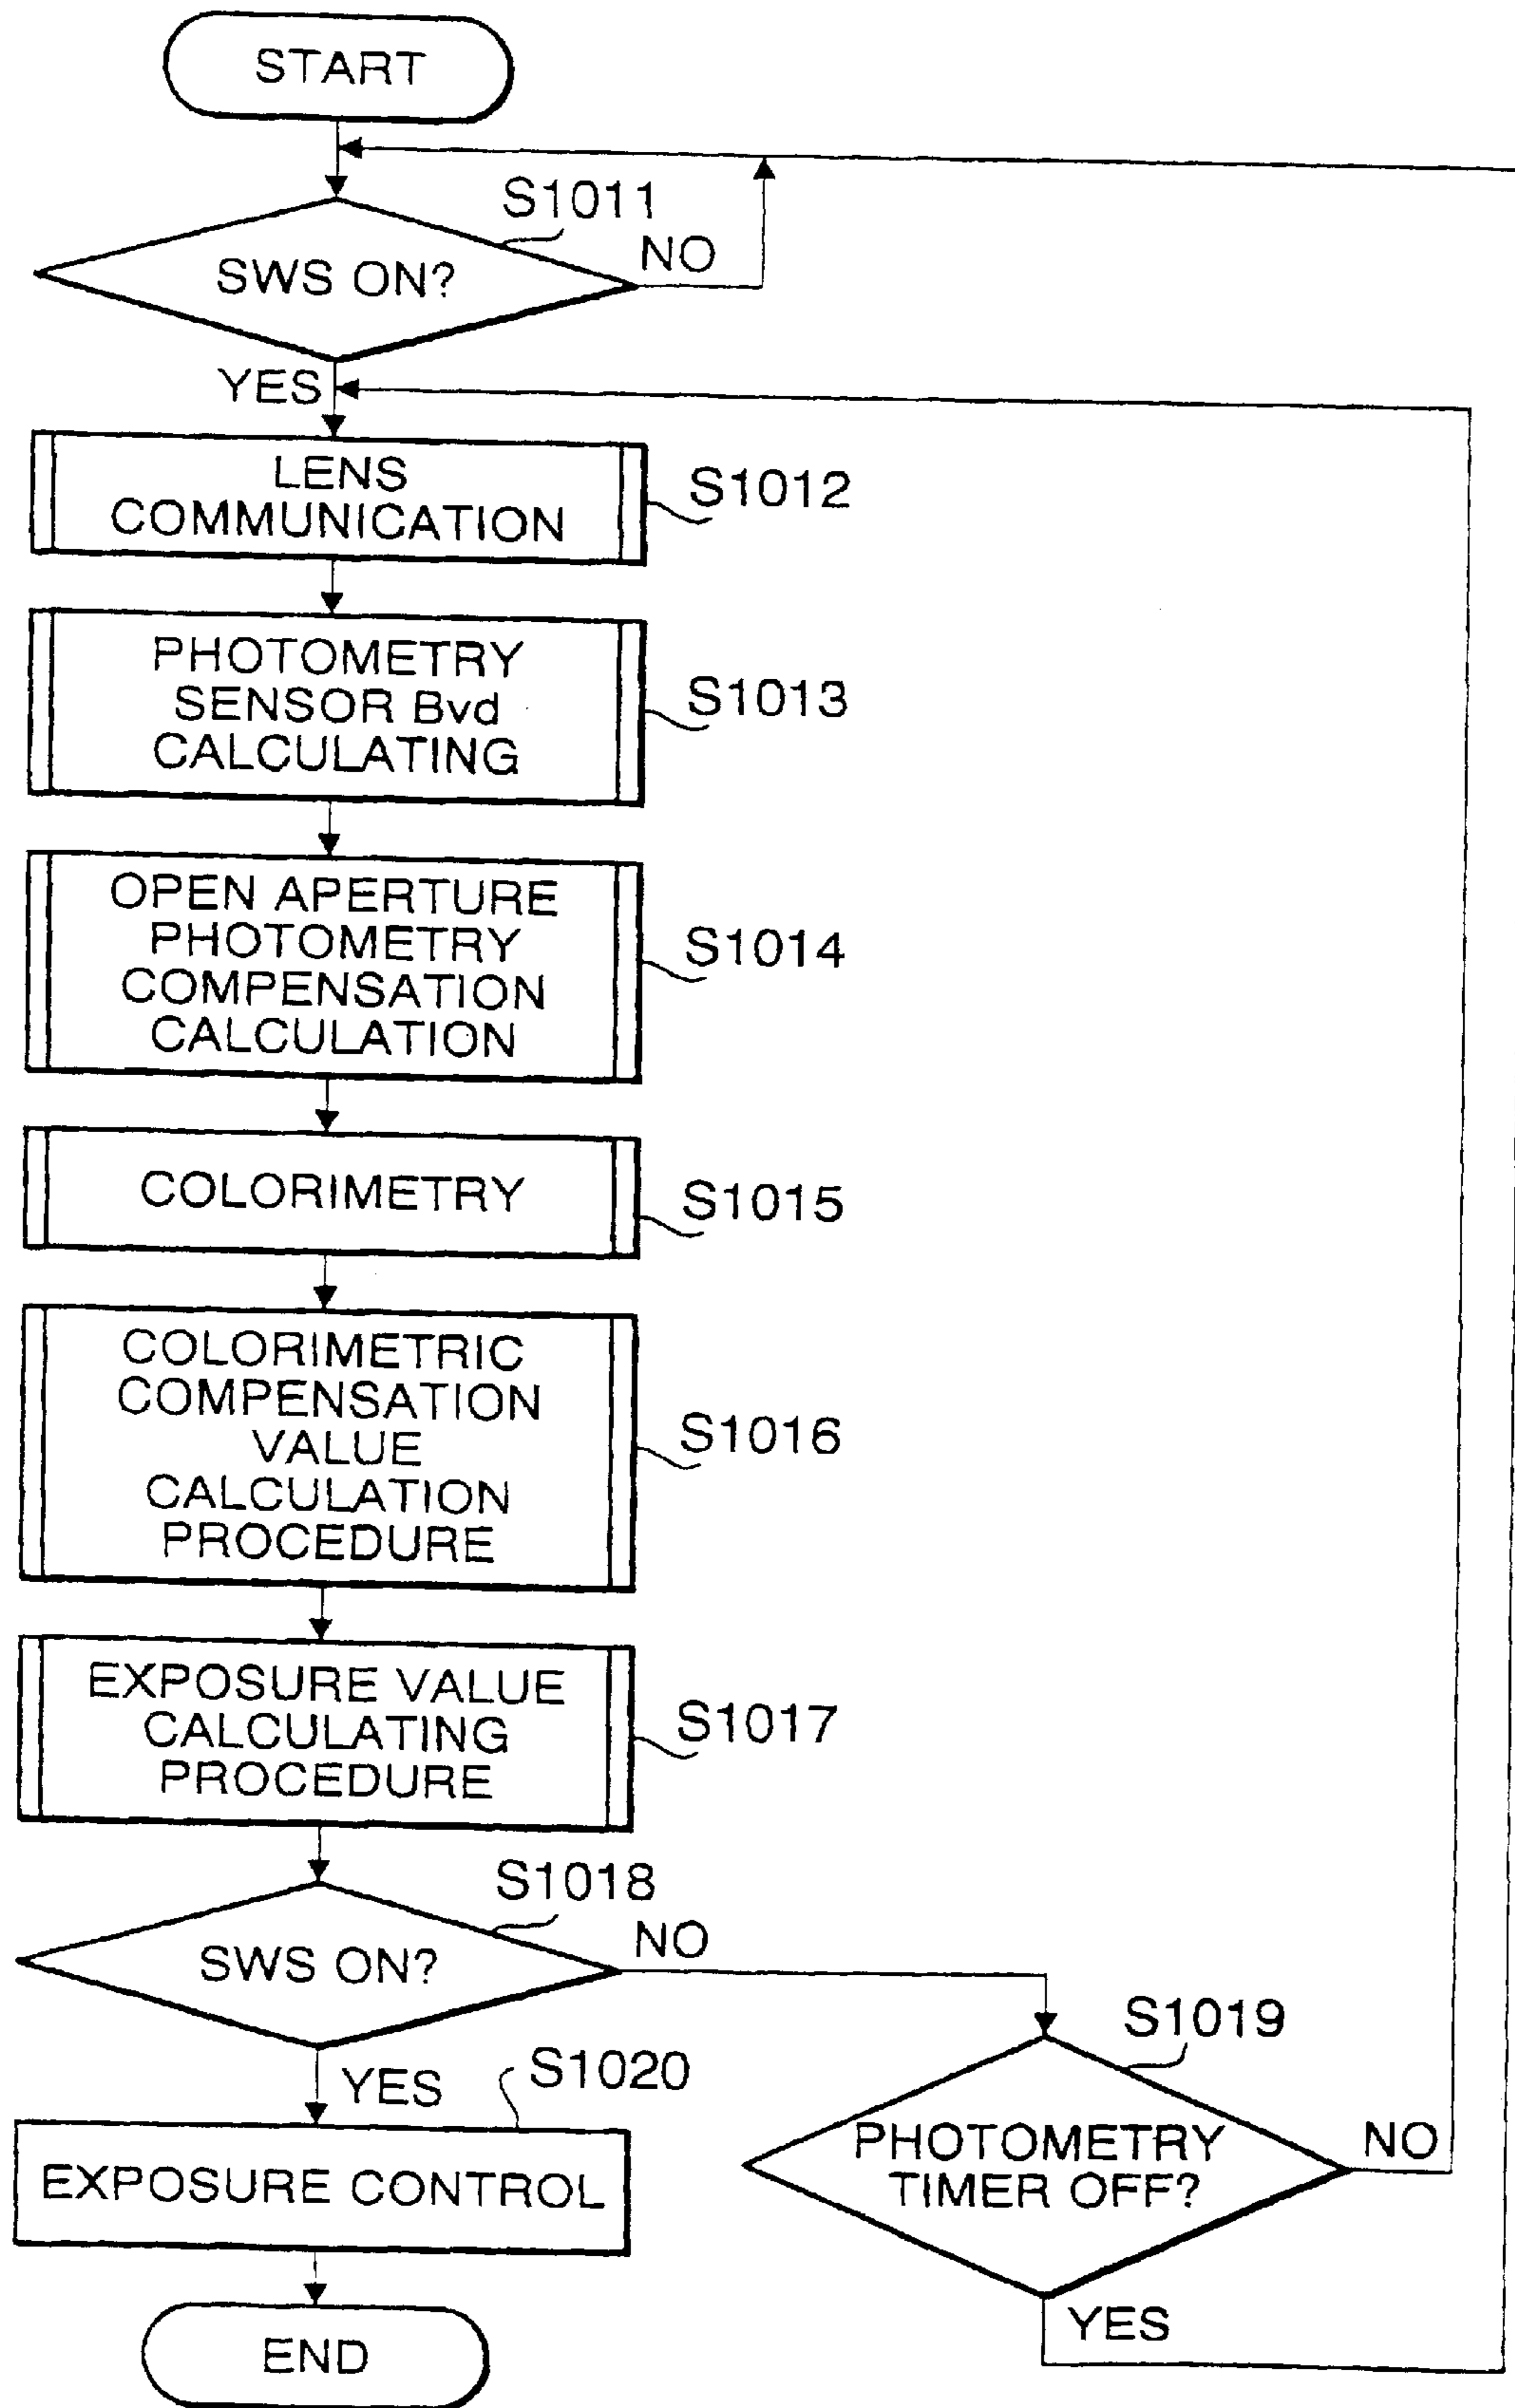 START
S1011
SWS ON?
NO
YES
LENS
COMMUNICATION
S1012
PHOTOMETRY
SENSOR Bvd
CALCULATING
S1013
OPEN APERTURE
PHOTOMETRY
COMPENSATION
CALCULATION
S1014
COLORIMETRY
S1015
COLORIMETRIC
COMPENSATION
VALUE
CALCULATION
PROCEDURE
S1016
EXPOSURE VALUE
CALCULATING
PROCEDURE
S1017
S1018
SWS ON?
NO
YES
S1019
PHOTOMETRY
TIMER OFF?
NO
YES
S1020
EXPOSURE CONTROL
END